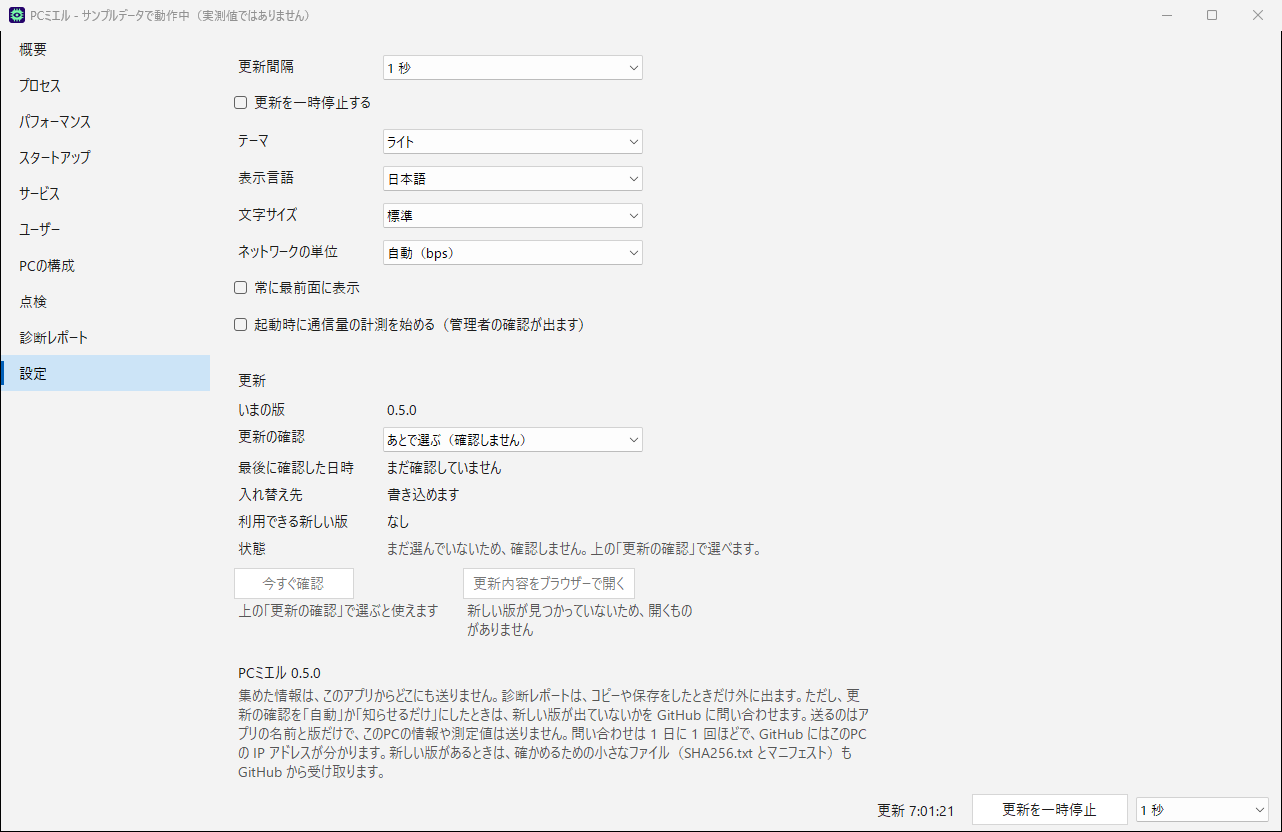 PCミエル - サンプルデータで動作中（実測値ではありません）
概要
プロセス
パフォーマンス
スタートアップ
サービス
ユーザー
PCの構成
点検
診断レポート
設定
更新間隔 1 秒
更新を一時停止する
テーマ ライト
表示言語 日本語
文字サイズ 標準
ネットワークの単位 自動（bps）
常に最前面に表示
起動時に通信量の計測を始める（管理者の確認が出ます）
更新
いまの版 0.5.0
更新の確認 あとで選ぶ（確認しません）
最後に確認した日時 まだ確認していません
入れ替え先 書き込めます
利用できる新しい版 なし
状態 まだ選んでいないため、確認しません。上の「更新の確認」で選べます。
今すぐ確認 更新内容をブラウザーで開く
上の「更新の確認」で選ぶと使えます 新しい版が見つかっていないため、開くもの
がありません
PCミエル 0.5.0
集めた情報は、このアプリからどこにも送りません。診断レポートは、コピーや保存をしたときだけ外に出ます。ただし、更
新の確認を「自動」か「知らせるだけ」にしたときは、新しい版が出ていないかを GitHub に問い合わせます。送るのはア
プリの名前と版だけで、このPCの情報や測定値は送りません。問い合わせは 1 日に 1 回ほどで、GitHub にはこのPC
の IP アドレスが分かります。新しい版があるときは、確かめるための小さなファイル（SHA256.txt とマニフェスト）も
GitHub から受け取ります。
更新 7:01:21 更新を一時停止 1 秒